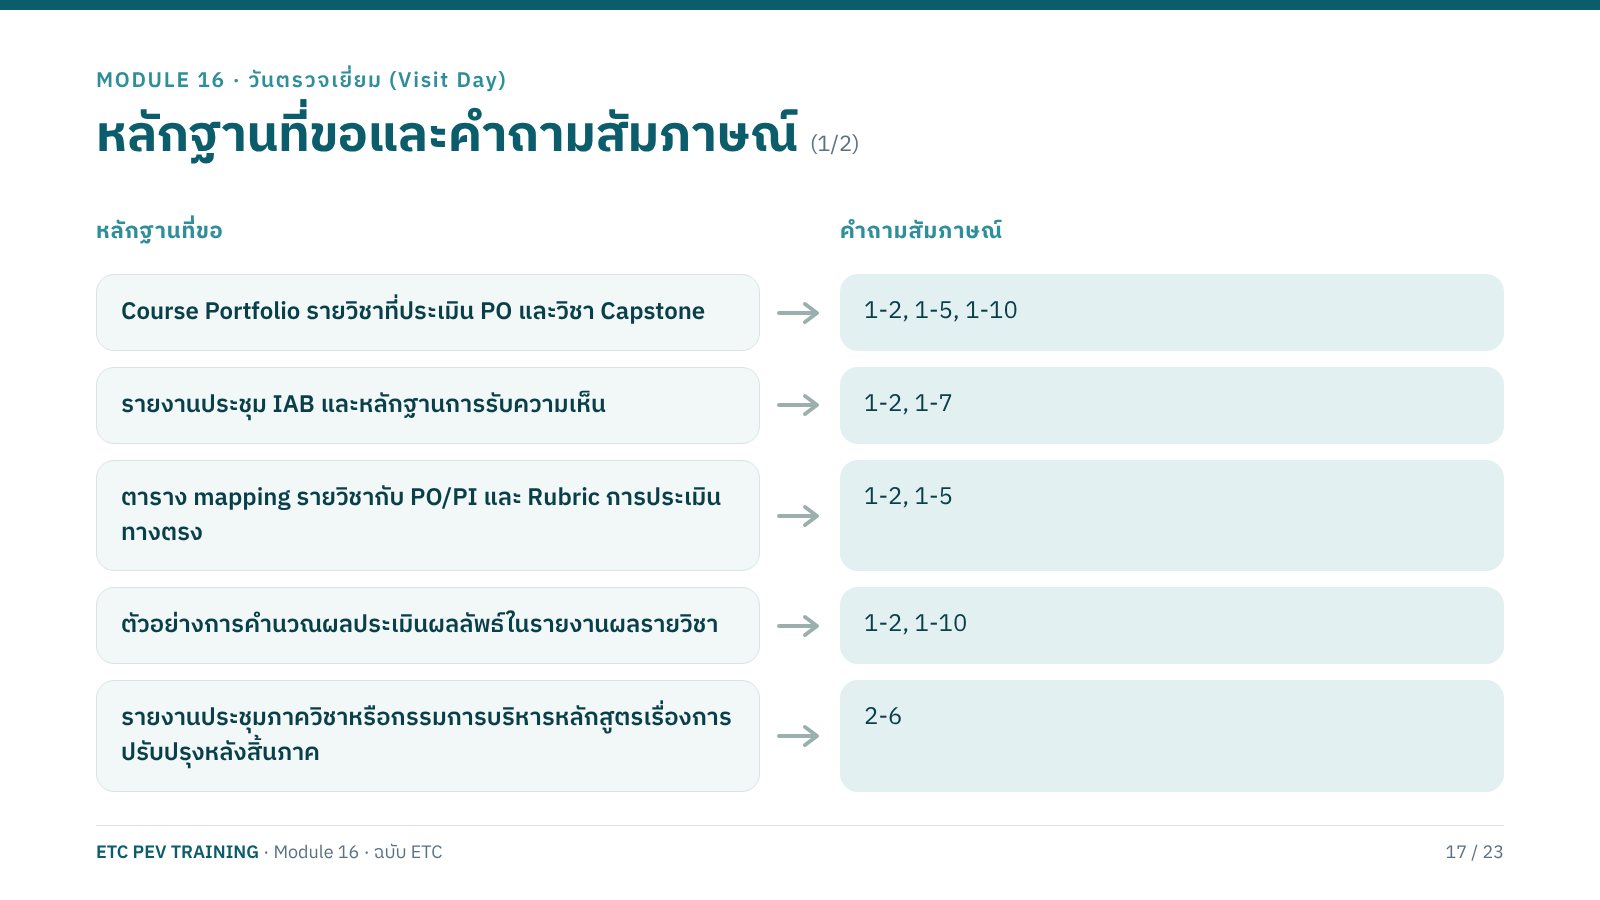 MODULE 16 · วันตรวจเยี่ยม (Visit Day)
หลักฐานที่ขอและคำถามสัมภาษณ์ (1/2)
หลักฐานที่ขอ
คำถามสัมภาษณ์
Course Portfolio รายวิชาที่ประเมิน PO และวิชา Capstone
1-2, 1-5, 1-10
รายงานประชุม IAB และหลักฐานการรับความเห็น
1-2, 1-7
ตาราง mapping รายวิชากับ PO/PI และ Rubric การประเมิน
ทางตรง
1-2, 1-5
ตัวอย่างการคำนวณผลประเมินผลลัพธ์ในรายงานผลรายวิชา
1-2, 1-10
รายงานประชุมภาควิชาหรือกรรมการบริหารหลักสูตรเรื่องการ
ปรับปรุงหลังสิ้นภาค
2-6
ETC PEV TRAINING · Module 16 · ฉบับ ETC
17 / 23